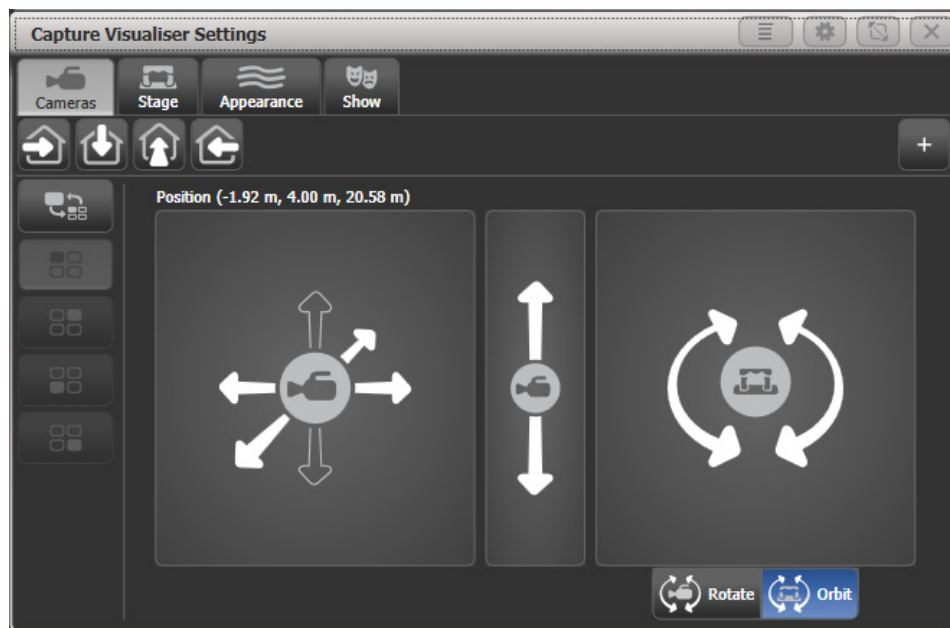 Capture Visualiser Settings
Cameras
Stage
Appearance
Show
+
Position (-1.92 m, 4.00 m, 20.58 m)
Rotate
Orbit